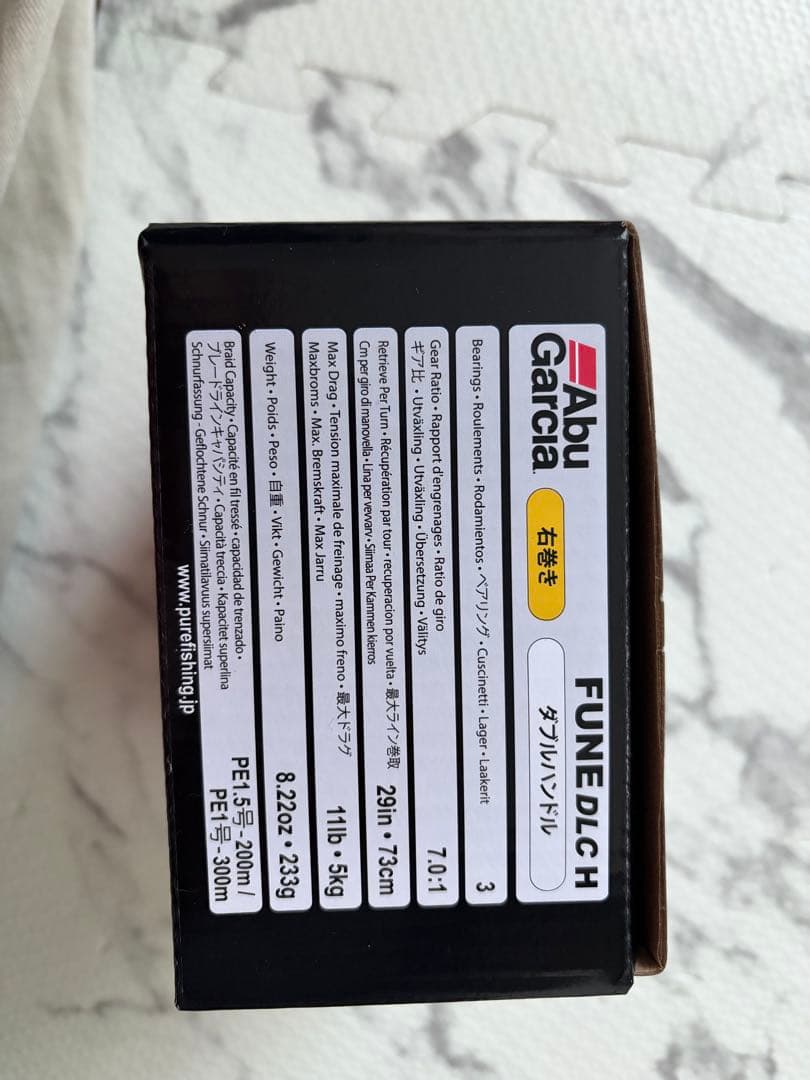 Abu
Garcia
右巻き
FUNE DLC H
ダブルハンドル
Bearings・Roulements・Rodamientos・ベアリング・Cuscinetti・Lager・Laakerit
3
Gear Ratio・Rapport d'engrenages・Ratio de giro
ギア比・Utväxling・Utväxling・Übersetzung・Välitys
7.0:1
Retrieve Per Turn・Récupération par tour・recuperacion por vuelta・最大ライン巻取
Cm per giro di manovella・Lina per vevvarv・Siimaa Per Kammen kierros
29in・73cm
Max Drag・Tension maximale de freinage・maximo freno・最大ドラグ
Maxbroms・Max. Bremskraft・Max Jarru
11lb・5kg
Weight・Poids・Peso・自重・Vikt・Gewicht・Paino
8.22oz・233g
Braid Capacity・Capacité en fil tressé・capacidad de trenzado・
ブレードラインキャパシティ・Capacità treccia・Kapacitet superlina
Schnurfassung - Geflochtene Schnur・Siimatilavuus supersiimat
PE1.5号-200m /
PE1号-300m
www.purefishing.jp